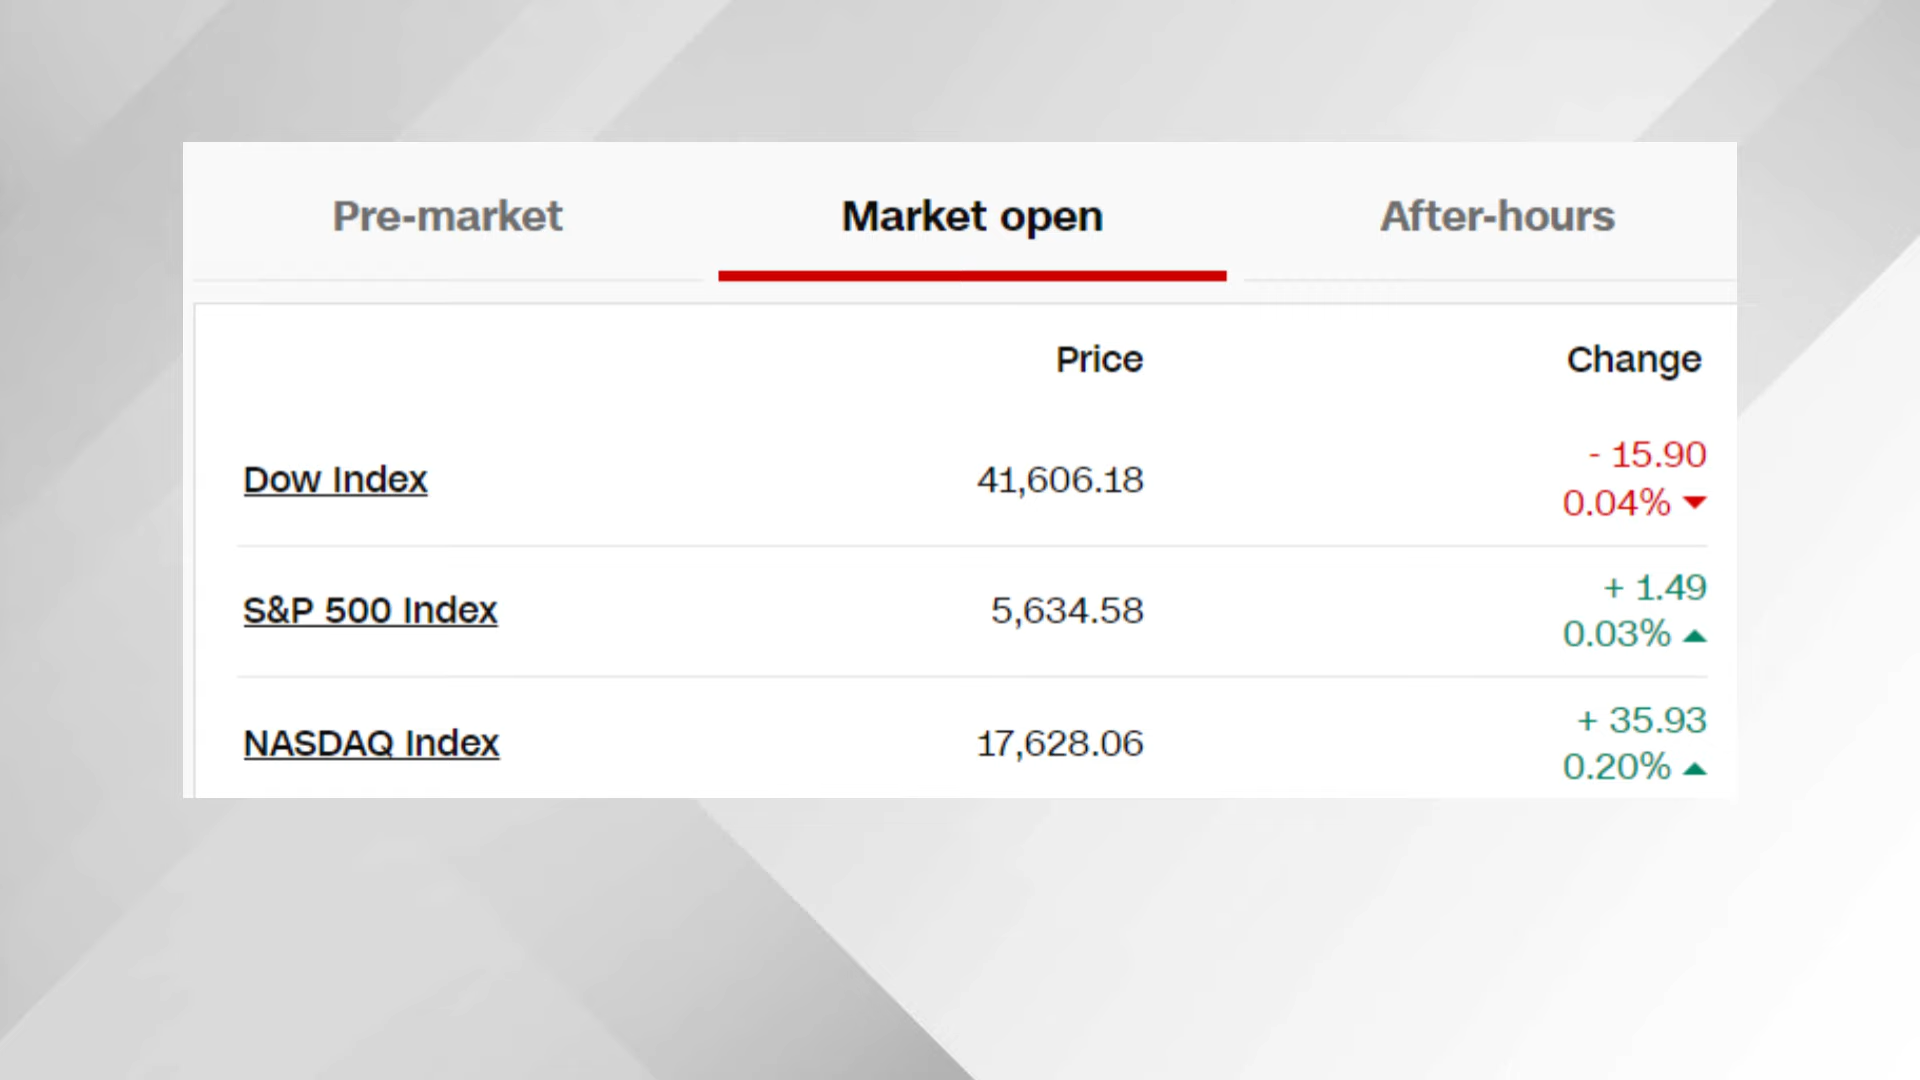 Pre-market Market open After-hours
Price Change
Dow Index 41,606.18 - 15.90
0.04% ▼
S&P 500 Index 5,634.58 + 1.49
0.03% ▲
NASDAQ Index 17,628.06 + 35.93
0.20% ▲